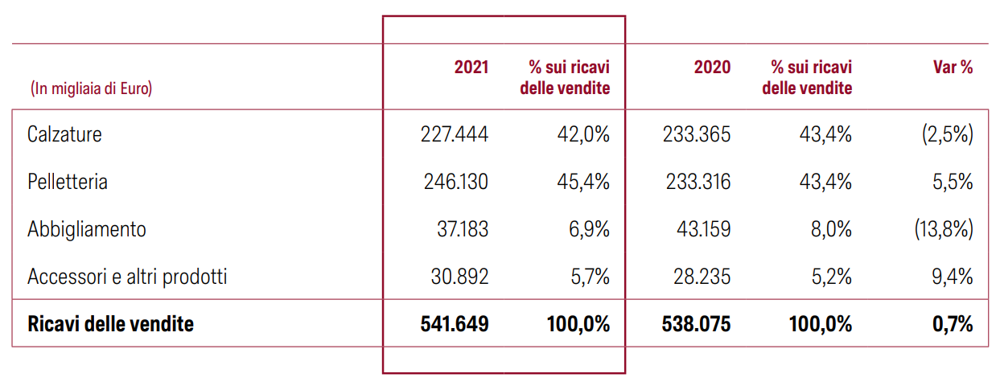 (In migliaia di Euro) 2021 % sui ricavi delle vendite 2020 % sui ricavi delle vendite Var %
Calzature 227.444 42,0% 233.365 43,4% (2,5%)
Pelletteria 246.130 45,4% 233.316 43,4% 5,5%
Abbigliamento 37.183 6,9% 43.159 8,0% (13,8%)
Accessori e altri prodotti 30.892 5,7% 28.235 5,2% 9,4%
Ricavi delle vendite 541.649 100,0% 538.075 100,0% 0,7%